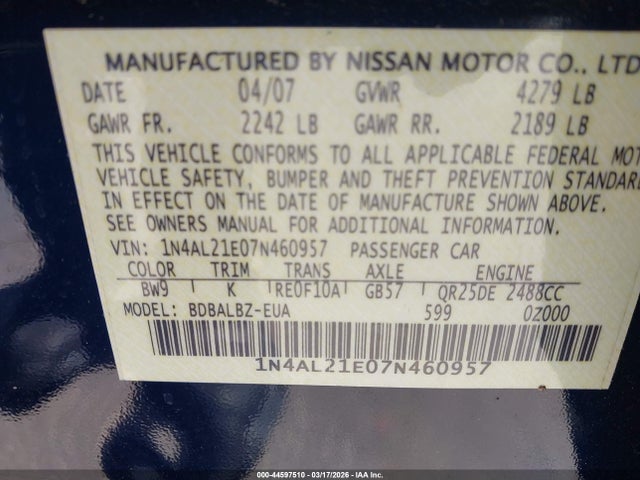 MANUFACTURED BY NISSAN MOTOR CO., LTD
DATE 04/07 GVWR 4279 LB
GAWR FR. 2242 LB GAWR RR. 2189 LB
THIS VEHICLE CONFORMS TO ALL APPLICABLE FEDERAL MOT
VEHICLE SAFETY, BUMPER AND THEFT PREVENTION STANDAR
IN EFFECT ON THE DATE OF MANUFACTURE SHOWN ABOVE.
SEE OWNERS MANUAL FOR ADDITIONAL INFORMATION.
VIN: 1N4AL21E07N460957 PASSENGER CAR
COLOR TRIM TRANS AXLE ENGINE
BW9 K RE0F10A GB57 QR25DE 2488CC
MODEL: BDBALBZ-EUA 599 0Z000
1N4AL21E07N460957
000-44597510 - 03/17/2026 - IAA Inc.